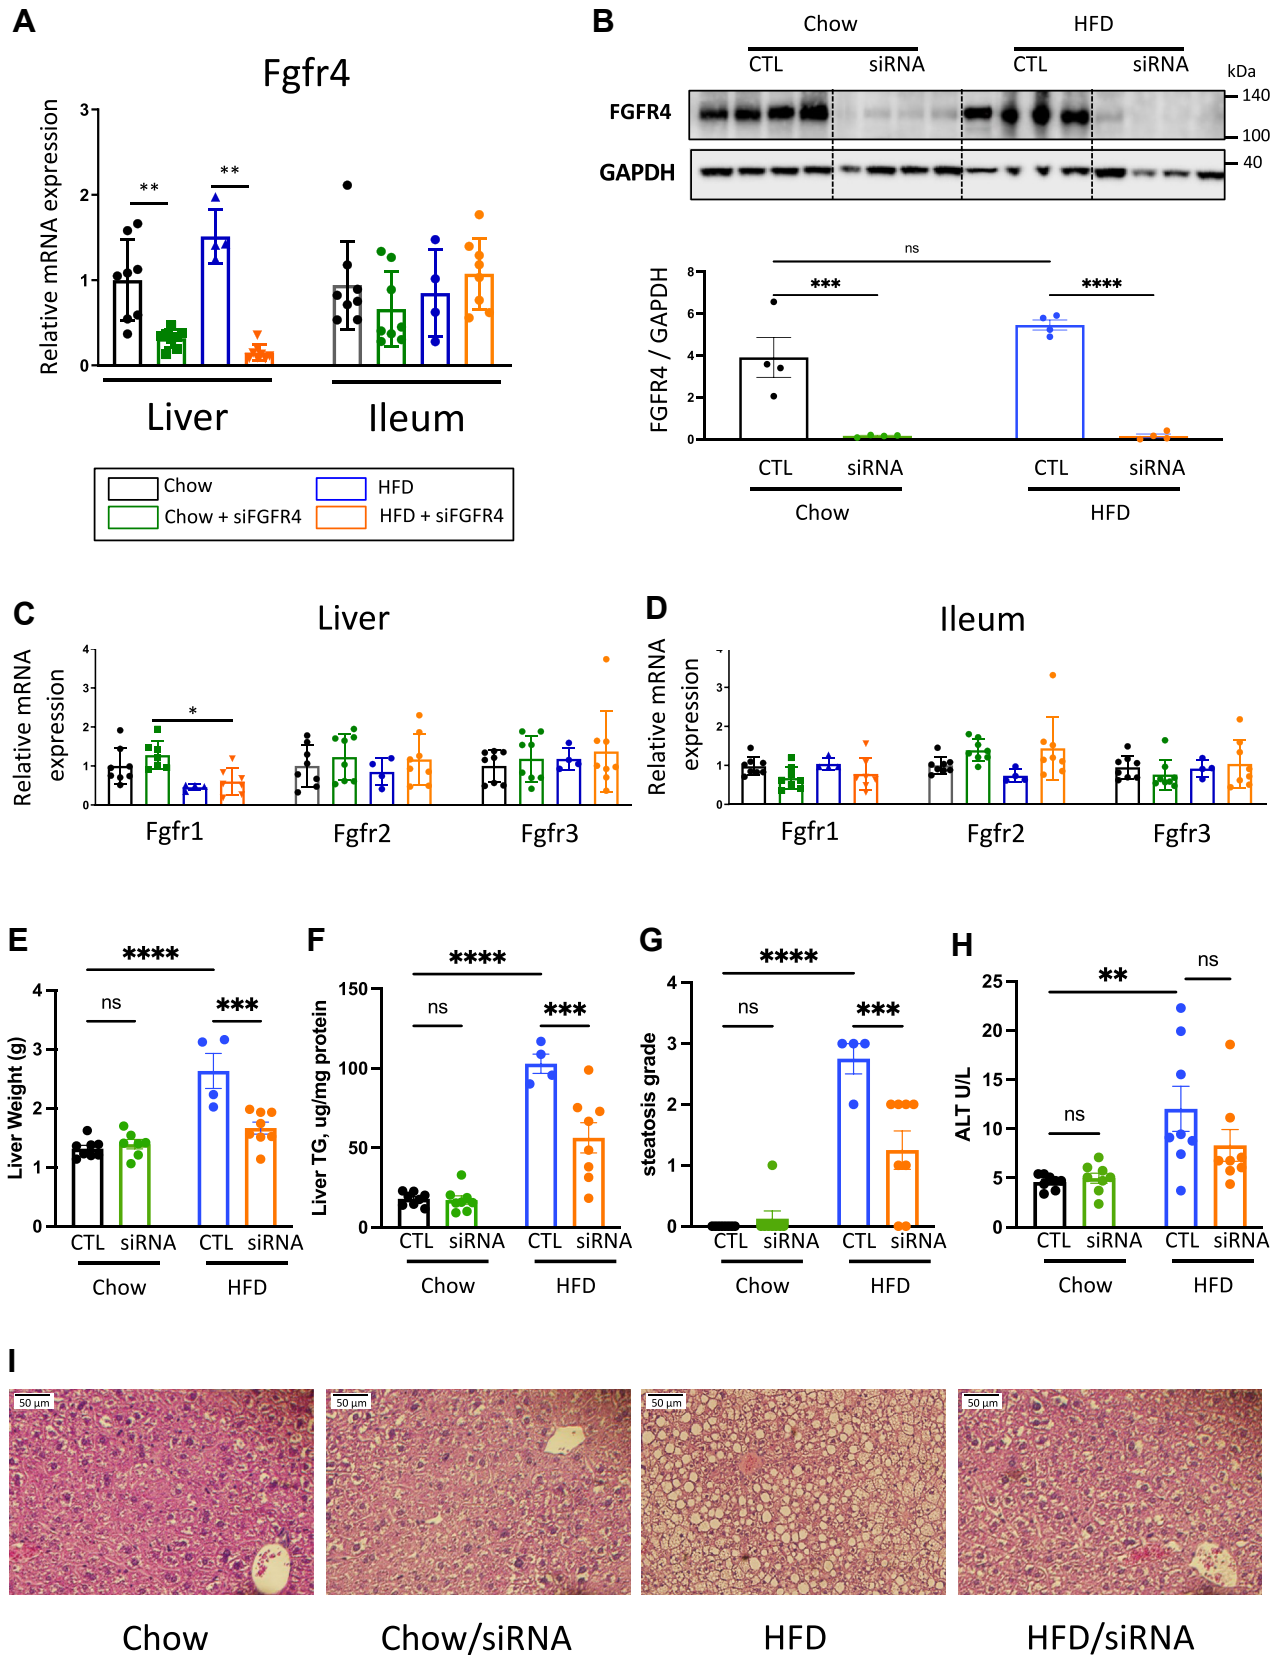 A
Fgfr4
Relative mRNA expression
3
2
1
0
**
**
Liver
Ileum
Chow
HFD
Chow + siFGFR4
HFD + siFGFR4
B
Chow
HFD
CTL
siRNA
CTL
siRNA
kDa
FGFR4
140
100
GAPDH
40
FGFR4 / GAPDH
8
6
4
2
0
ns
***
****
CTL
siRNA
CTL
siRNA
Chow
HFD
C
Liver
Relative mRNA
expression
4
3
2
1
0
*
Fgfr1
Fgfr2
Fgfr3
D
Ileum
Relative mRNA
expression
4
3
2
1
0
Fgfr1
Fgfr2
Fgfr3
E
Liver Weight (g)
4
3
2
1
0
****
ns
***
CTL
siRNA
CTL
siRNA
Chow
HFD
F
Liver TG, ug/mg protein
150
100
50
0
****
ns
***
CTL
siRNA
CTL
siRNA
Chow
HFD
G
steatosis grade
4
3
2
1
0
****
ns
***
CTL
siRNA
CTL
siRNA
Chow
HFD
H
ALT U/L
25
20
15
10
5
0
**
ns
ns
CTL
siRNA
CTL
siRNA
Chow
HFD
I
50 µm
50 µm
50 µm
50 µm
Chow
Chow/siRNA
HFD
HFD/siRNA